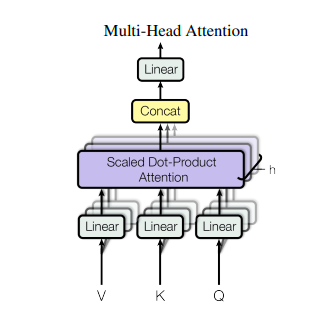 Multi-Head Attention
Linear
Concat
Scaled Dot-Product
Attention
h
Linear Linear Linear
V K Q